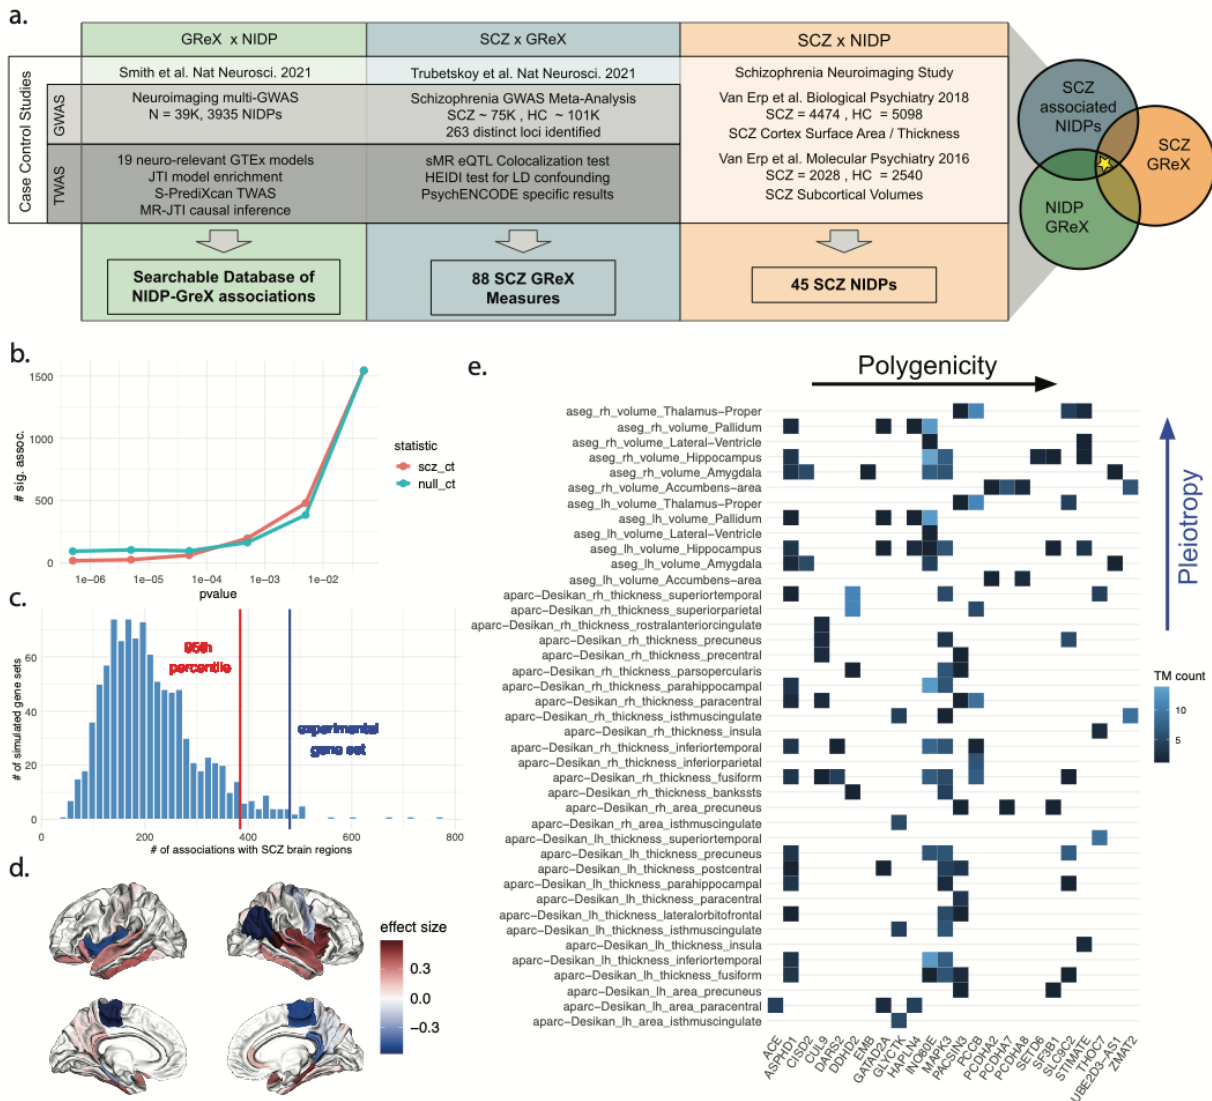 a.
GReX x NIDP
SCZ x GReX
SCZ x NIDP
Case Control Studies
GWAS
TWAS
Smith et al. Nat Neurosci. 2021
Neuroimaging multi-GWAS
N = 39K, 3935 NIDPs
19 neuro-relevant GTEx models
JTI model enrichment
S-PrediXcan TWAS
MR-JTI causal inference
Searchable Database of
NIDP-GreX associations
Trubetskoy et al. Nat Neurosci. 2021
Schizophrenia GWAS Meta-Analysis
SCZ ~ 75K , HC ~ 101K
263 distinct loci identified
sMR eQTL Colocalization test
HEIDI test for LD confounding
PsychENCODE specific results
88 SCZ GReX
Measures
Schizophrenia Neuroimaging Study
Van Erp et al. Biological Psychiatry 2018
SCZ = 4474 , HC = 5098
SCZ Cortex Surface Area / Thickness
Van Erp et al. Molecular Psychiatry 2016
SCZ = 2028 , HC = 2540
SCZ Subcortical Volumes
45 SCZ NIDPs
SCZ
associated
NIDPs
SCZ
GReX
NIDP
GReX
b.
# sig. assoc.
1500
1000
500
0
1e-06
1e-05
1e-04
1e-03
1e-02
pvalue
statistic
scz_ct
null_ct
c.
# of simulated gene sets
60
40
20
0
95th
percentile
experimental
gene set
0
200
400
600
800
# of associations with SCZ brain regions
d.
effect size
0.3
0.0
−0.3
e.
Polygenicity
Pleiotropy
aseg_rh_volume_Thalamus−Proper
aseg_rh_volume_Pallidum
aseg_rh_volume_Lateral−Ventricle
aseg_rh_volume_Hippocampus
aseg_rh_volume_Amygdala
aseg_rh_volume_Accumbens−area
aseg_lh_volume_Thalamus−Proper
aseg_lh_volume_Pallidum
aseg_lh_volume_Lateral−Ventricle
aseg_lh_volume_Hippocampus
aseg_lh_volume_Amygdala
aseg_lh_volume_Accumbens−area
aparc−Desikan_rh_thickness_superiortemporal
aparc−Desikan_rh_thickness_superiorparietal
aparc−Desikan_rh_thickness_rostralanteriorcingulate
aparc−Desikan_rh_thickness_precuneus
aparc−Desikan_rh_thickness_precentral
aparc−Desikan_rh_thickness_parsopercularis
aparc−Desikan_rh_thickness_parahippocampal
aparc−Desikan_rh_thickness_paracentral
aparc−Desikan_rh_thickness_isthmuscingulate
aparc−Desikan_rh_thickness_insula
aparc−Desikan_rh_thickness_inferiortemporal
aparc−Desikan_rh_thickness_inferiorparietal
aparc−Desikan_rh_thickness_fusiform
aparc−Desikan_rh_thickness_bankssts
aparc−Desikan_rh_area_precuneus
aparc−Desikan_rh_area_isthmuscingulate
aparc−Desikan_lh_thickness_superiortemporal
aparc−Desikan_lh_thickness_precuneus
aparc−Desikan_lh_thickness_postcentral
aparc−Desikan_lh_thickness_parahippocampal
aparc−Desikan_lh_thickness_paracentral
aparc−Desikan_lh_thickness_lateralorbitofrontal
aparc−Desikan_lh_thickness_isthmuscingulate
aparc−Desikan_lh_thickness_insula
aparc−Desikan_lh_thickness_inferiortemporal
aparc−Desikan_lh_thickness_fusiform
aparc−Desikan_lh_area_precuneus
aparc−Desikan_lh_area_paracentral
aparc−Desikan_lh_area_isthmuscingulate
ACE
ASPHD1
CISD2
CUL9
DARS2
DDHD2
EMB
GATAD2A
GLYCTK
HAPLN4
INO80E
MAPK3
PACSIN3
PCCB
PCDHA2
PCDHA7
PCDHA8
SETD6
SF3B1
SLC9C2
STIMATE
THOC7
UBE2D3−AS1
ZMAT2
TM count
10
5